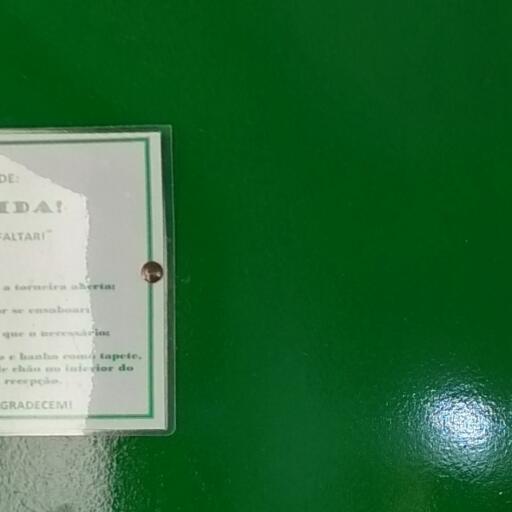 DE:
IDA!
FALTAR!"
a torneira aberta;
r se ensaboar;
que o necessário;
o e banho como tapete,
e chão no interior do
recepção.
GRADECEM!